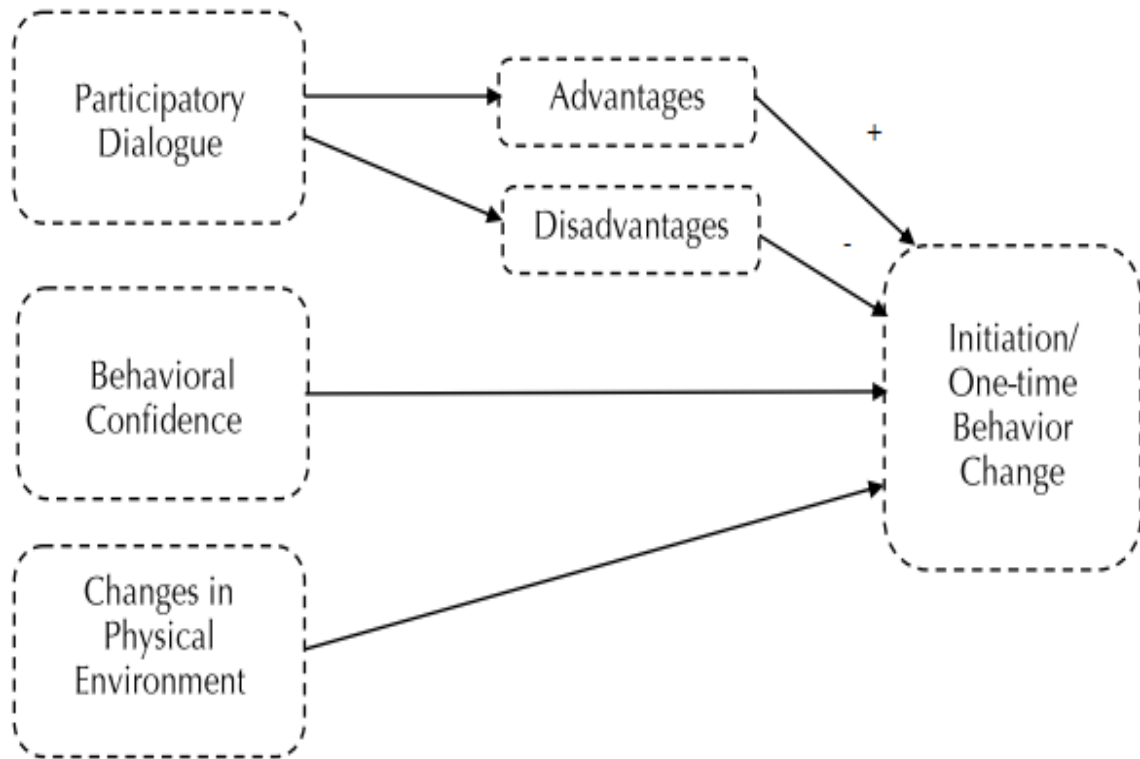 Participatory
Dialogue
Advantages
+
Disadvantages
-
Behavioral
Confidence
Initiation/
One-time
Behavior
Change
Changes in
Physical
Environment